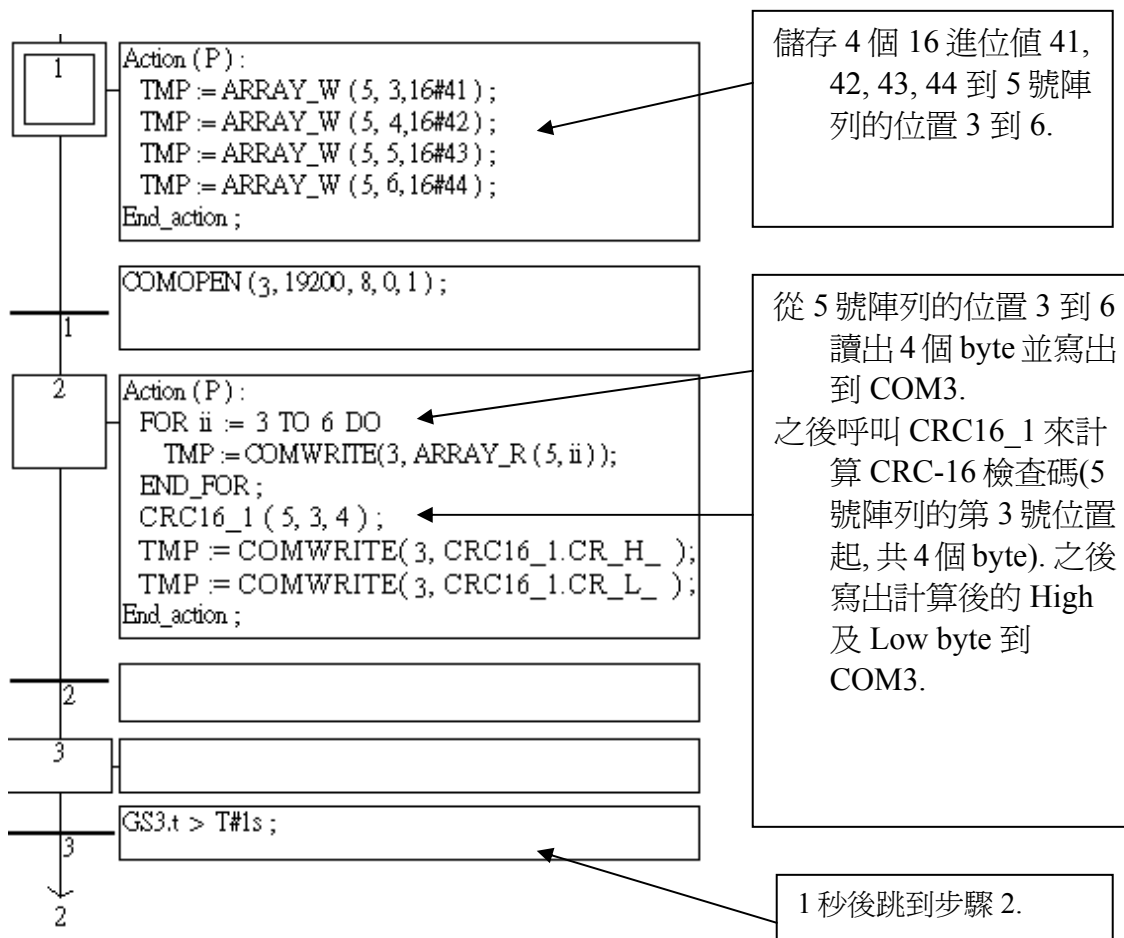 1
Action (P) :
TMP := ARRAY_W (5, 3,16#41) ;
TMP := ARRAY_W (5, 4,16#42) ;
TMP := ARRAY_W (5, 5,16#43) ;
TMP := ARRAY_W (5, 6,16#44) ;
End_action ;
儲存 4 個 16 進位值 41,
42, 43, 44 到 5 號陣
列的位置 3 到 6.
COMOPEN (3, 19200, 8, 0, 1) ;
1
2
Action (P) :
FOR ii := 3 TO 6 DO
TMP := COMWRITE(3, ARRAY_R (5, ii));
END_FOR ;
CRC16_1 ( 5, 3, 4 ) ;
TMP := COMWRITE( 3, CRC16_1.CR_H_ );
TMP := COMWRITE( 3, CRC16_1.CR_L_ );
End_action ;
從 5 號陣列的位置 3 到 6
讀出 4 個 byte 並寫出
到 COM3.
之後呼叫 CRC16_1 來計
算 CRC-16 檢查碼(5
號陣列的第 3 號位置
起, 共 4 個 byte). 之後
寫出計算後的 High
及 Low byte 到
COM3.
2
3
GS3.t > T#1s ;
3
2
1 秒後跳到步驟 2.